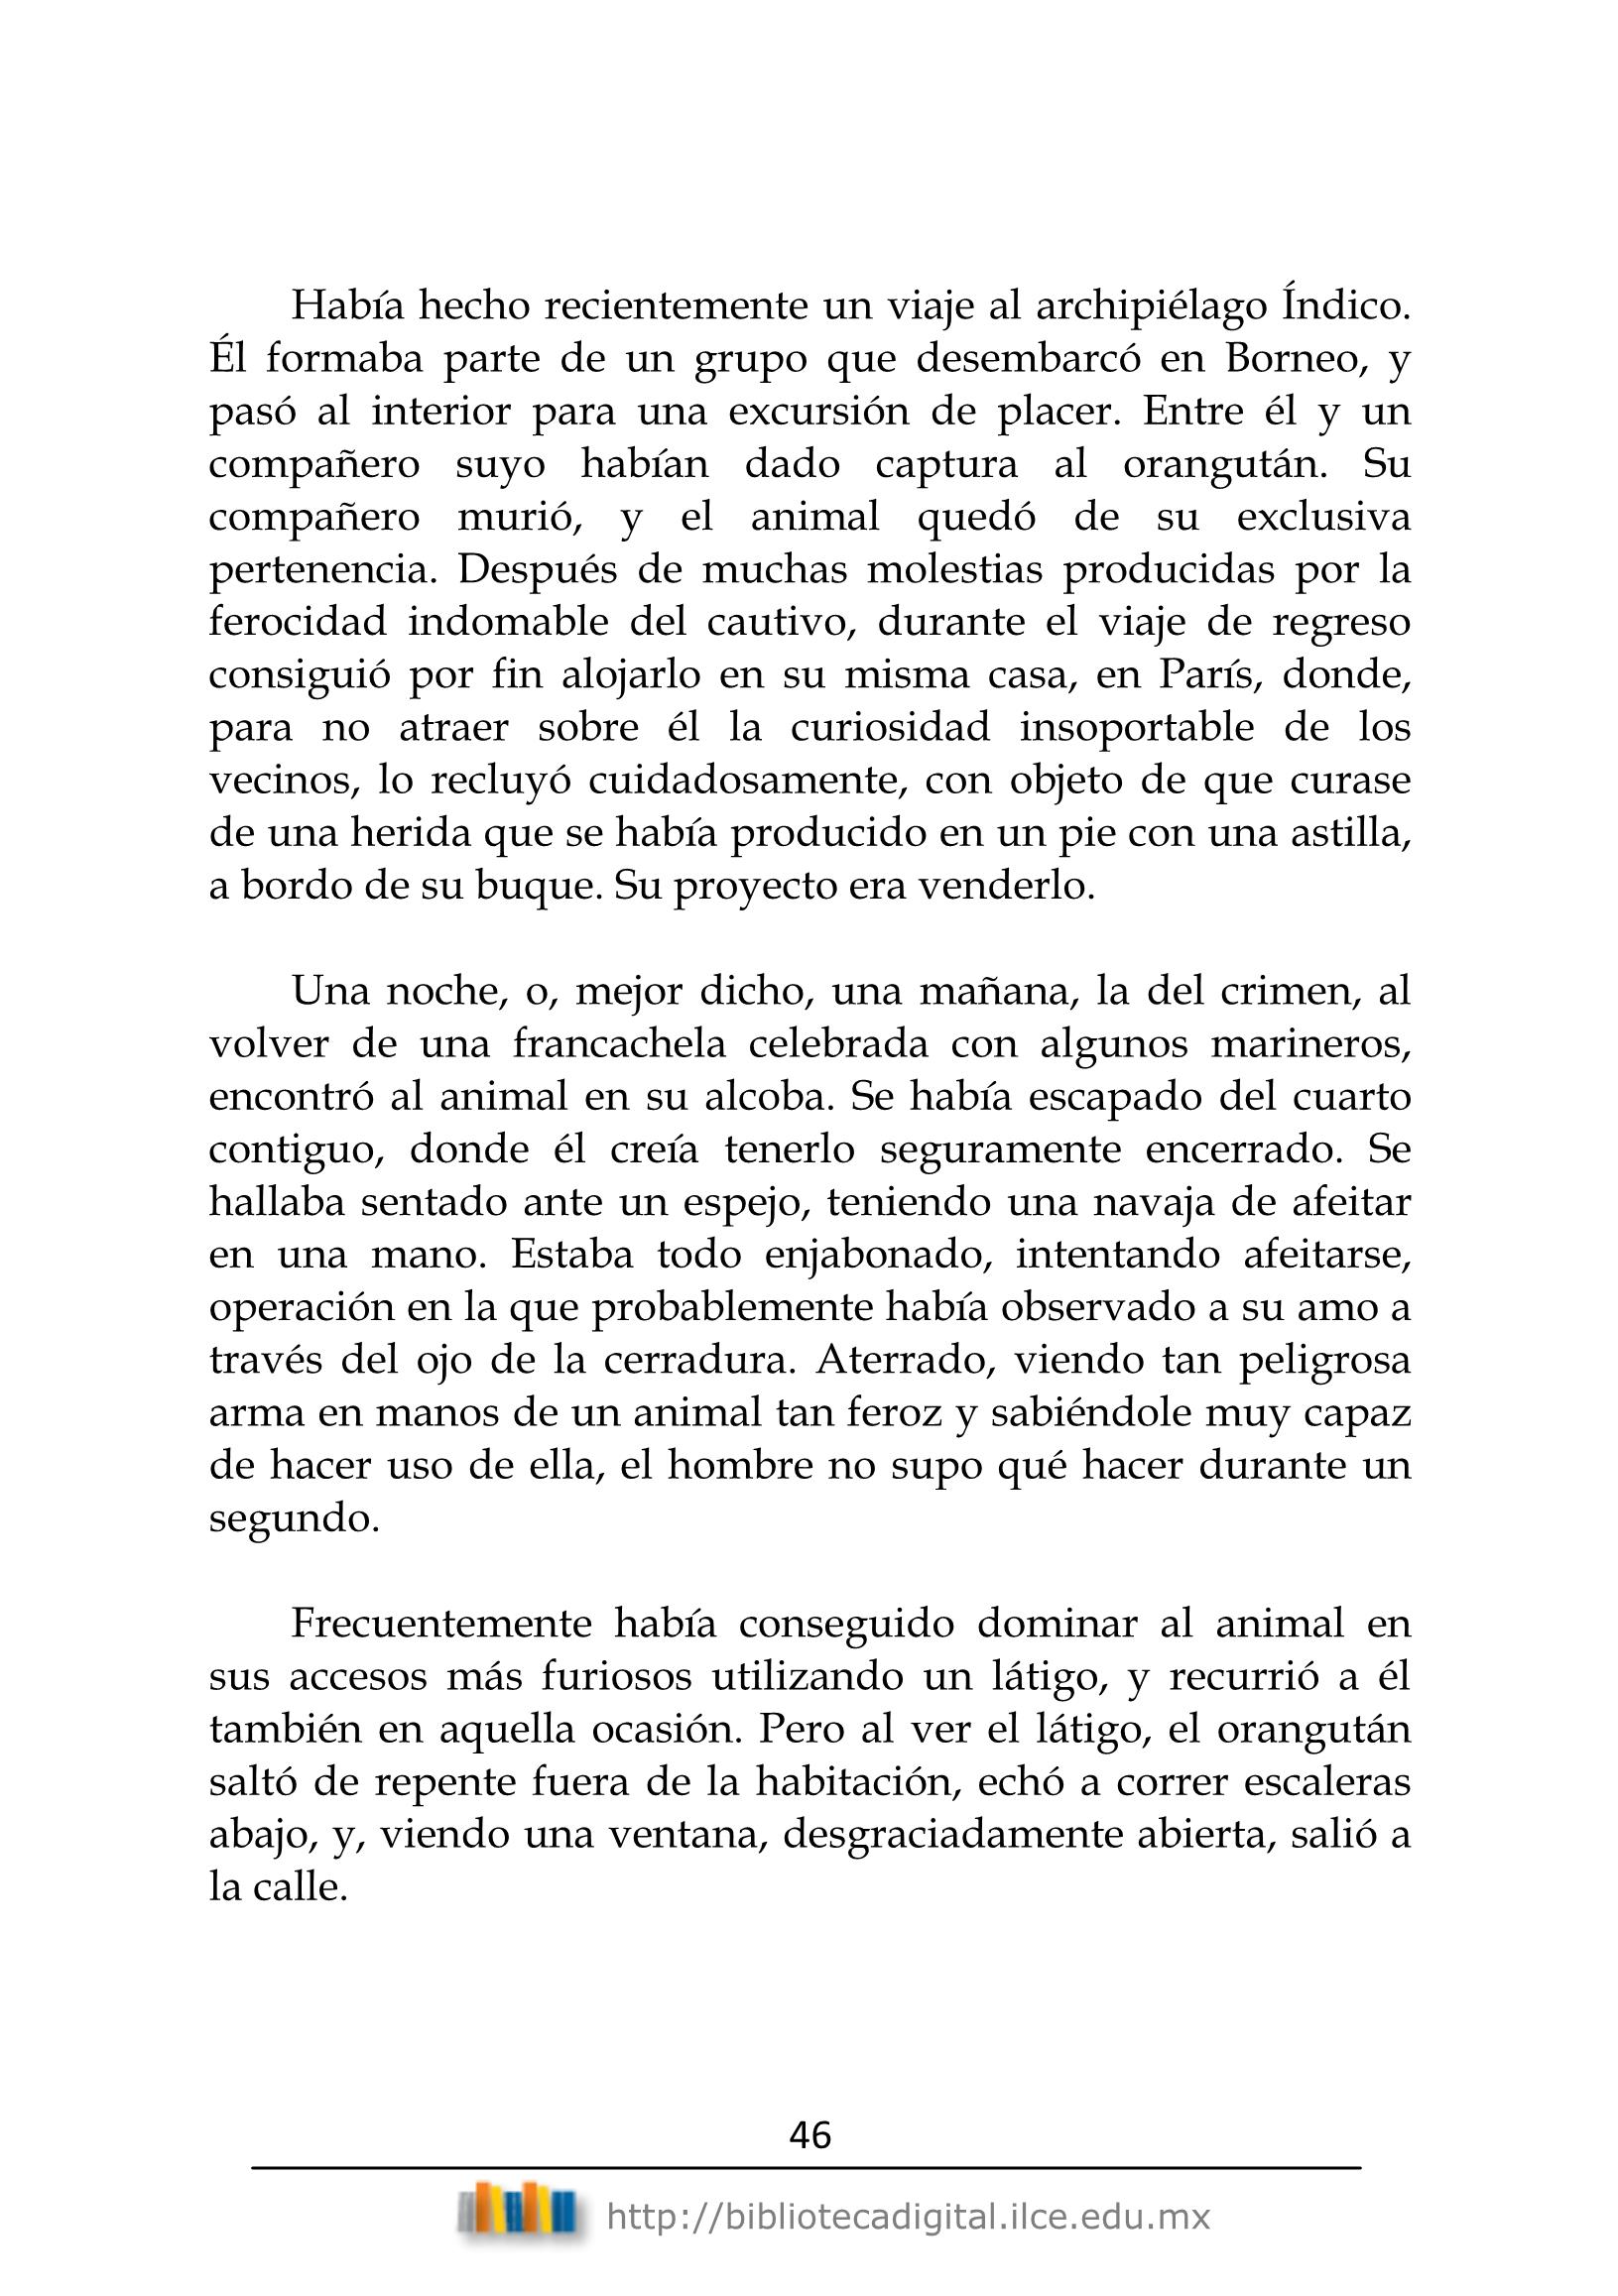 Había hecho recientemente un viaje al archipiélago Índico.
Él formaba parte de un grupo que desembarcó en Borneo, y
pasó al interior para una excursión de placer. Entre él y un
compañero suyo habían dado captura al orangután. Su
compañero murió, y el animal quedó de su exclusiva
pertenencia. Después de muchas molestias producidas por la
ferocidad indomable del cautivo, durante el viaje de regreso
consiguió por fin alojarlo en su misma casa, en París, donde,
para no atraer sobre él la curiosidad insoportable de los
vecinos, lo recluyó cuidadosamente, con objeto de que curase
de una herida que se había producido en un pie con una astilla,
a bordo de su buque. Su proyecto era venderlo.
Una noche, o, mejor dicho, una mañana, la del crimen, al
volver de una francachela celebrada con algunos marineros,
encontró al animal en su alcoba. Se había escapado del cuarto
contiguo, donde él creía tenerlo seguramente encerrado. Se
hallaba sentado ante un espejo, teniendo una navaja de afeitar
en una mano. Estaba todo enjabonado, intentando afeitarse,
operación en la que probablemente había observado a su amo a
través del ojo de la cerradura. Aterrado, viendo tan peligrosa
arma en manos de un animal tan feroz y sabiéndole muy capaz
de hacer uso de ella, el hombre no supo qué hacer durante un
segundo.
Frecuentemente había conseguido dominar al animal en
sus accesos más furiosos utilizando un látigo, y recurrió a él
también en aquella ocasión. Pero al ver el látigo, el orangután
saltó de repente fuera de la habitación, echó a correr escaleras
abajo, y, viendo una ventana, desgraciadamente abierta, salió a
la calle.
46
http://bibliotecadigital.ilce.edu.mx